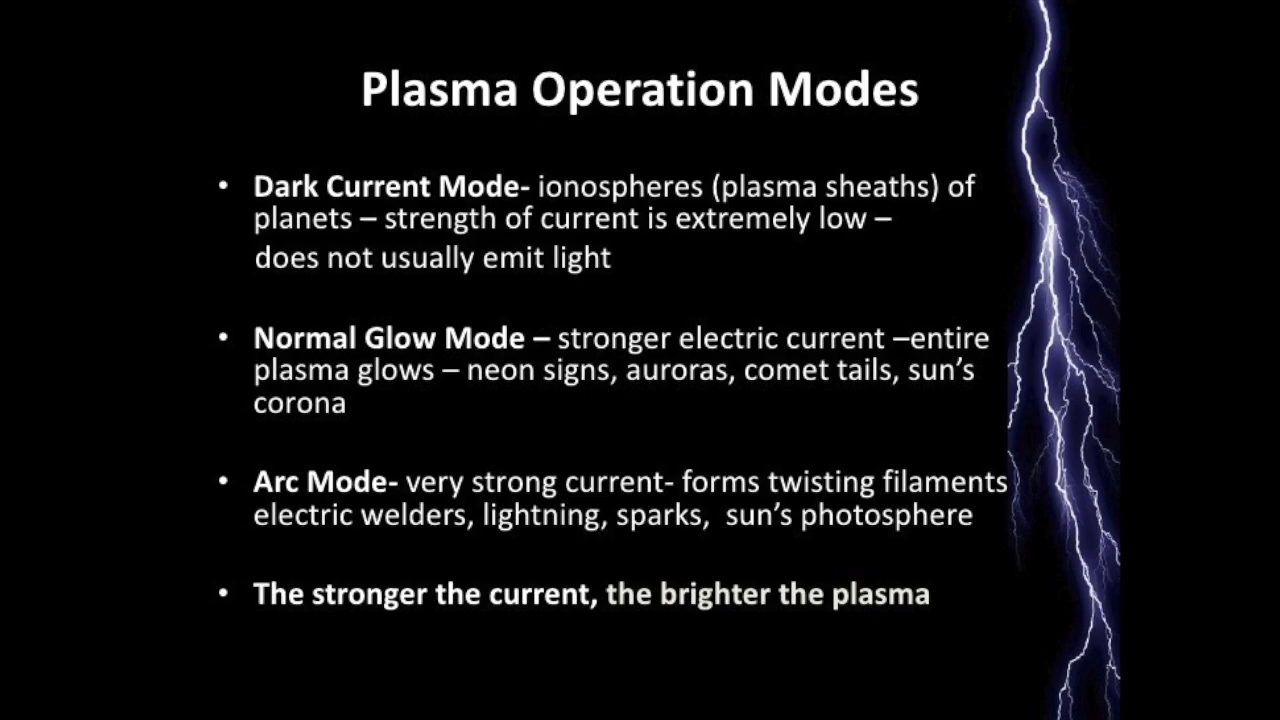 Plasma Operation Modes
• Dark Current Mode- ionospheres (plasma sheaths) of
planets – strength of current is extremely low –
does not usually emit light
• Normal Glow Mode – stronger electric current –entire
plasma glows – neon signs, auroras, comet tails, sun’s
corona
• Arc Mode- very strong current- forms twisting filaments
electric welders, lightning, sparks,  sun’s photosphere
• The stronger the current, the brighter the plasma